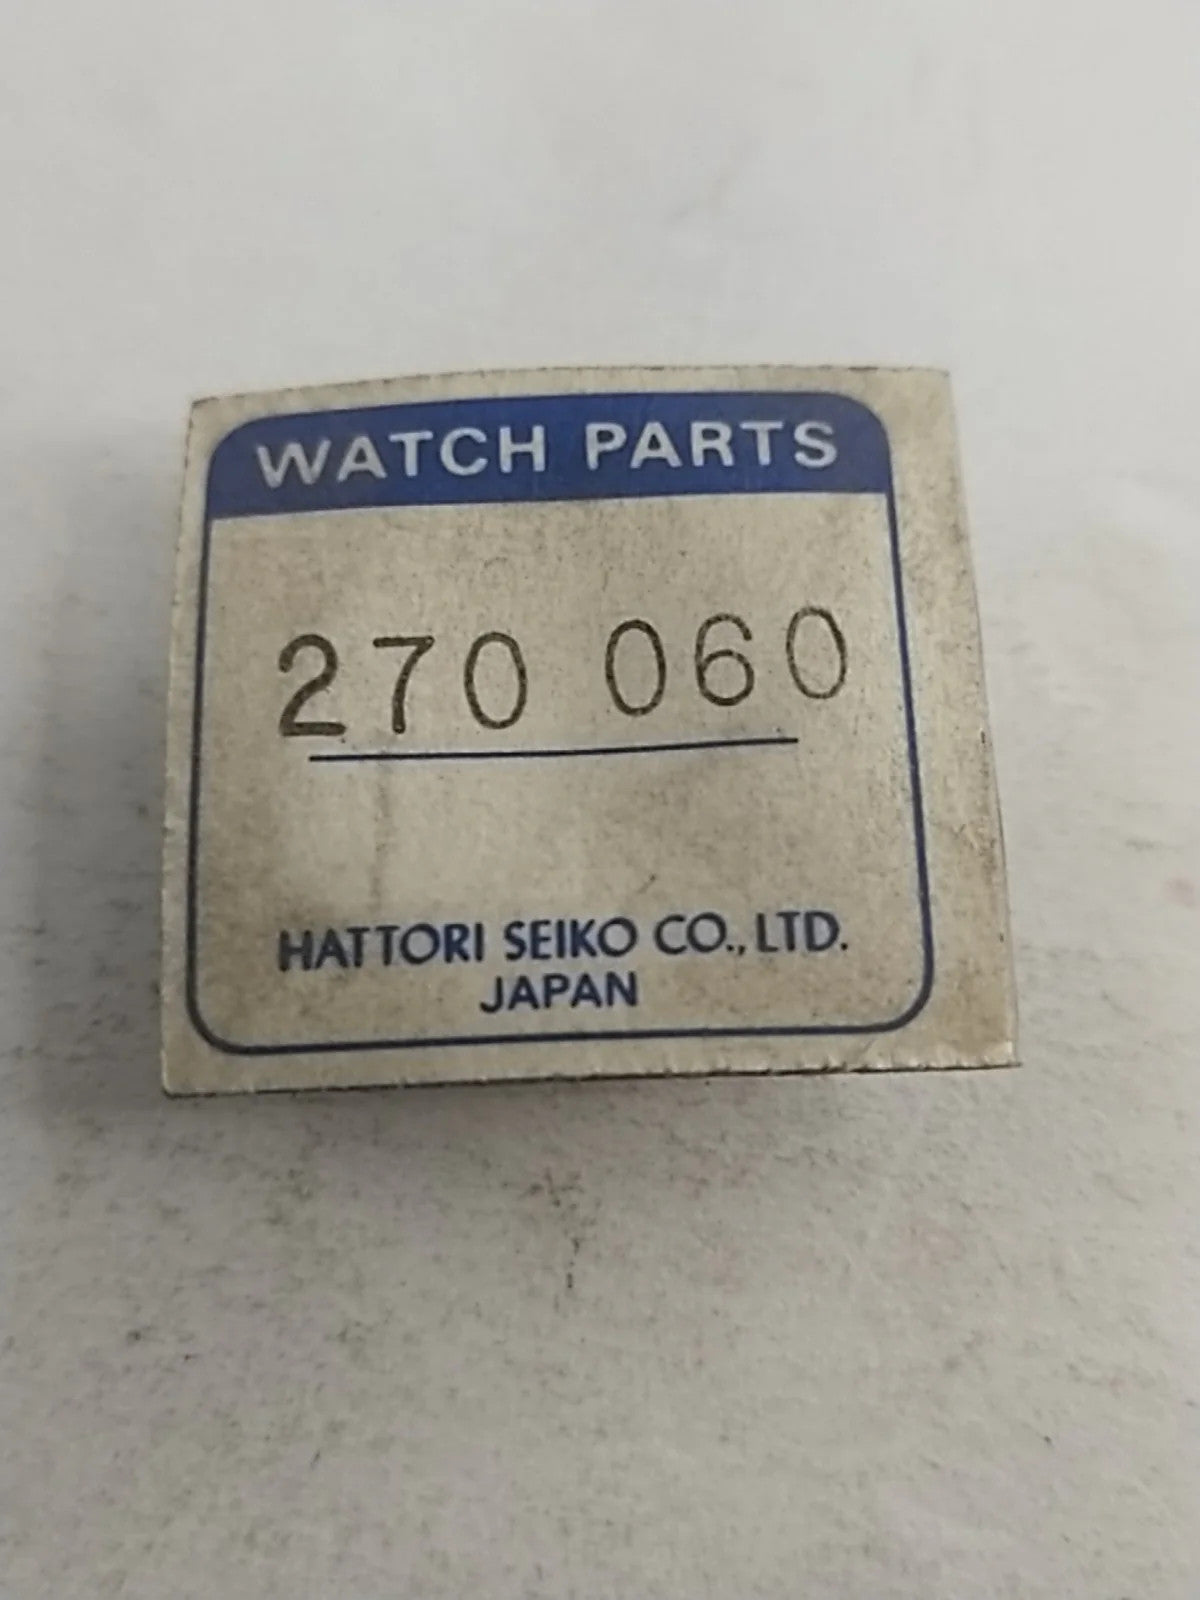 WATCH PARTS
270 060
HATTORI SEIKO CO., LTD.
JAPAN